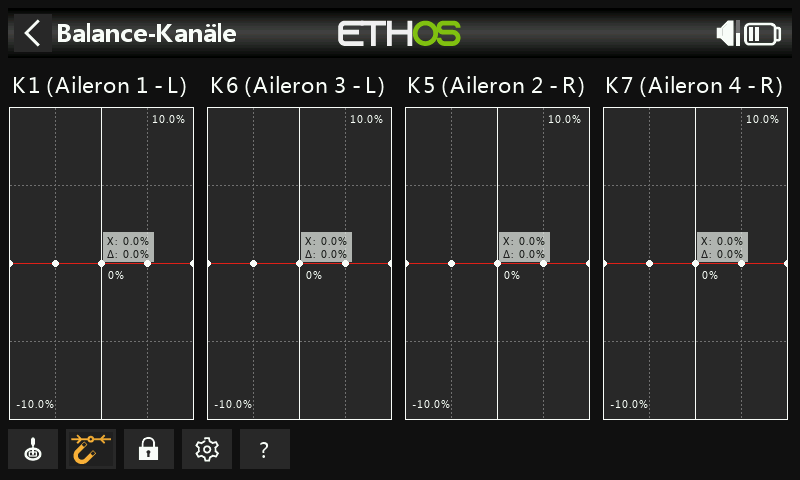 Balance-Kanäle
ETHOS
K1 (Aileron 1 - L)
10.0%
X: 0.0%
Δ: 0.0%
0%
-10.0%
K6 (Aileron 3 - L)
10.0%
X: 0.0%
Δ: 0.0%
0%
-10.0%
K5 (Aileron 2 - R)
10.0%
X: 0.0%
Δ: 0.0%
0%
-10.0%
K7 (Aileron 4 - R)
10.0%
X: 0.0%
Δ: 0.0%
0%
-10.0%
?